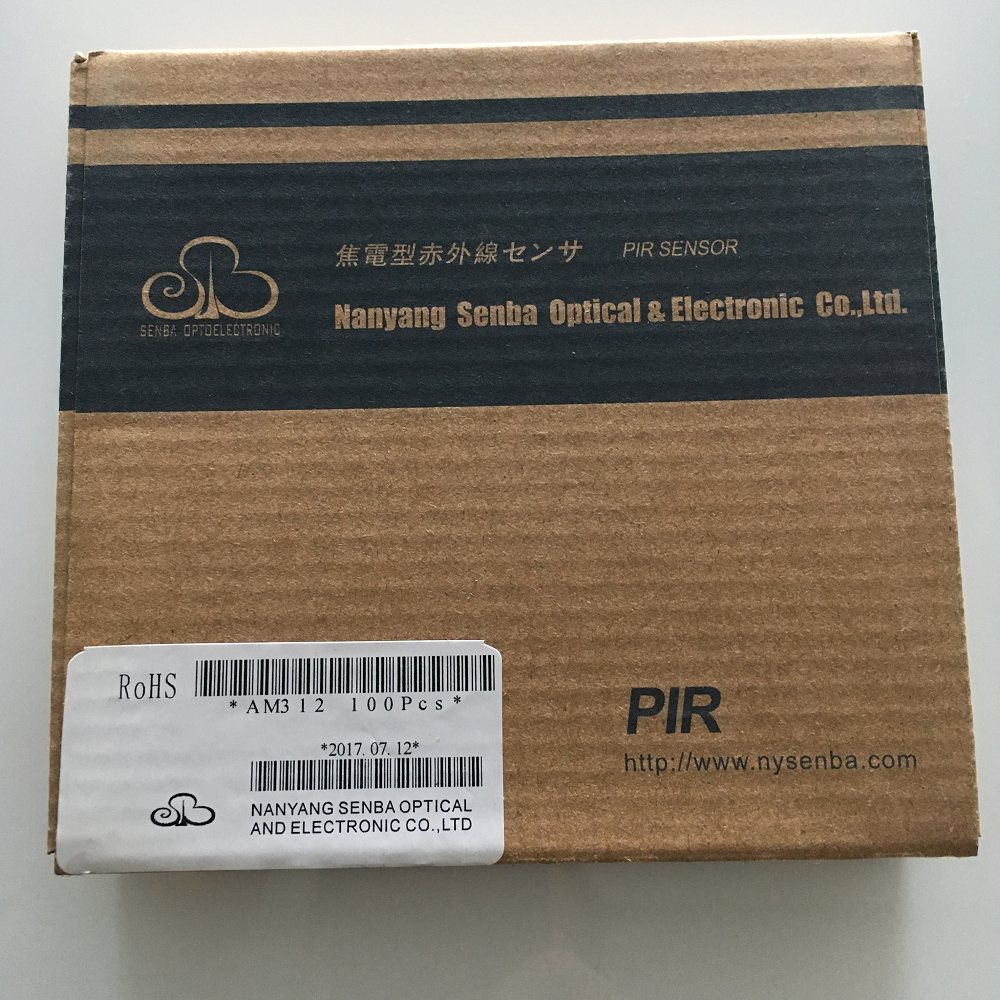 焦電型赤外線センサ PIR SENSOR
Nanyang Senba Optical & Electronic Co.,Ltd.
SENBA OPTOELECTRONIC
RoHS
*AM312 100Pcs*
*2017.07.12*
NANYANG SENBA OPTICAL
AND ELECTRONIC CO.,LTD
PIR
http://www.nysenba.com